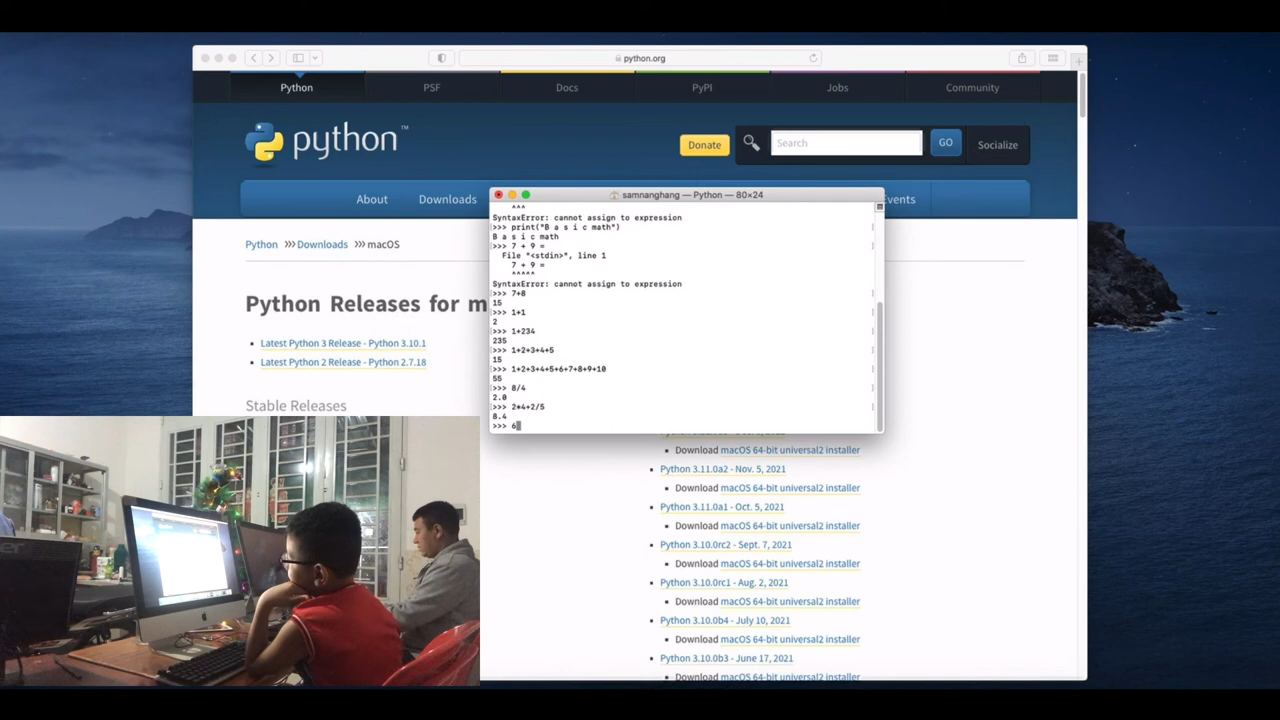 python.org
Python
PSF
Docs
PyPI
Jobs
Community
python™
Donate
Search
GO
Socialize
About
Downloads
Events
samnanghang — Python — 80×24
^^^
SyntaxError: cannot assign to expression
>>> print("B a s i c math")
B a s i c math
>>> 7 + 9 =
File "<stdin>", line 1
7 + 9 =
^^^^^
SyntaxError: cannot assign to expression
>>> 7+8
15
>>> 1+1
2
>>> 1+234
235
>>> 1+2+3+4+5
15
>>> 1+2+3+4+5+6+7+8+9+10
55
>>> 8/4
2.0
>>> 2*4+2/5
8.4
>>> 6
Python >>> Downloads >>> macOS
Python Releases for m
Latest Python 3 Release - Python 3.10.1
Latest Python 2 Release - Python 2.7.18
Stable Releases
Download macOS 64-bit universal2 installer
Python 3.11.0a2 - Nov. 5, 2021
Download macOS 64-bit universal2 installer
Python 3.11.0a1 - Oct. 5, 2021
Download macOS 64-bit universal2 installer
Python 3.10.0rc2 - Sept. 7, 2021
Download macOS 64-bit universal2 installer
Python 3.10.0rc1 - Aug. 2, 2021
Download macOS 64-bit universal2 installer
Python 3.10.0b4 - July 10, 2021
Download macOS 64-bit universal2 installer
Python 3.10.0b3 - June 17, 2021
Download macOS 64-bit universal2 installer